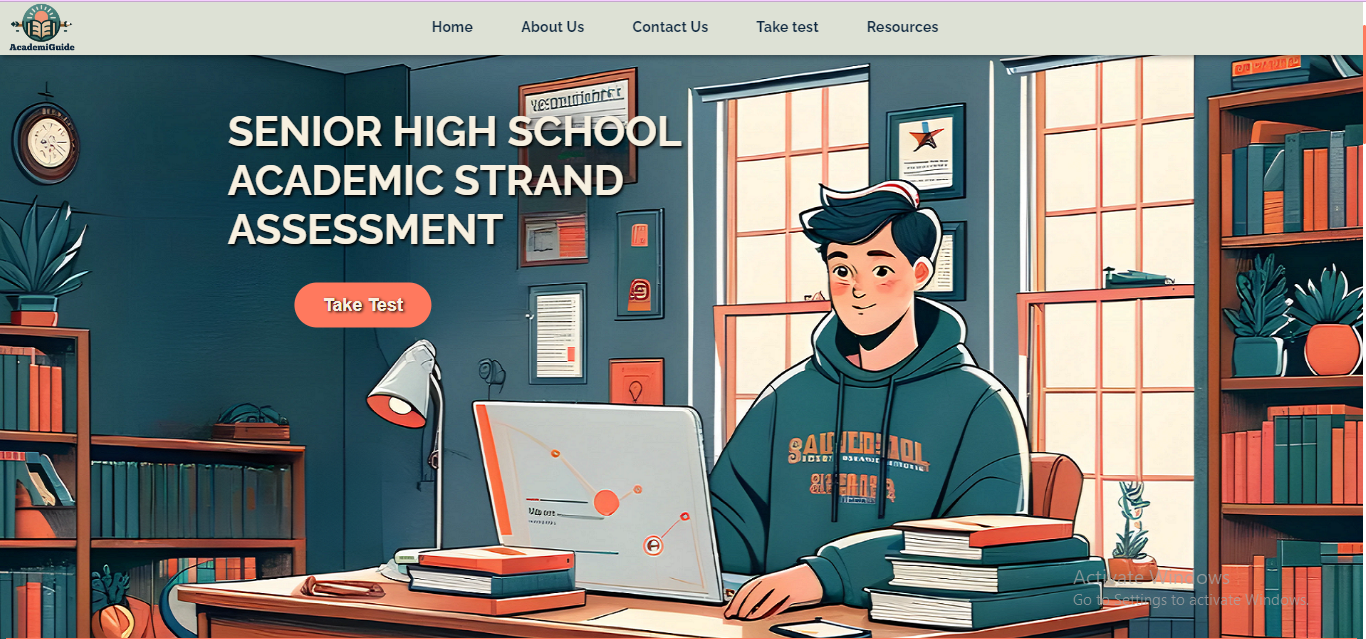 Home About Us Contact Us Take test Resources
AcademiGuide
SENIOR HIGH SCHOOL
ACADEMIC STRAND
ASSESSMENT
Take Test
Activate Windows
Go to Settings to activate Windows.